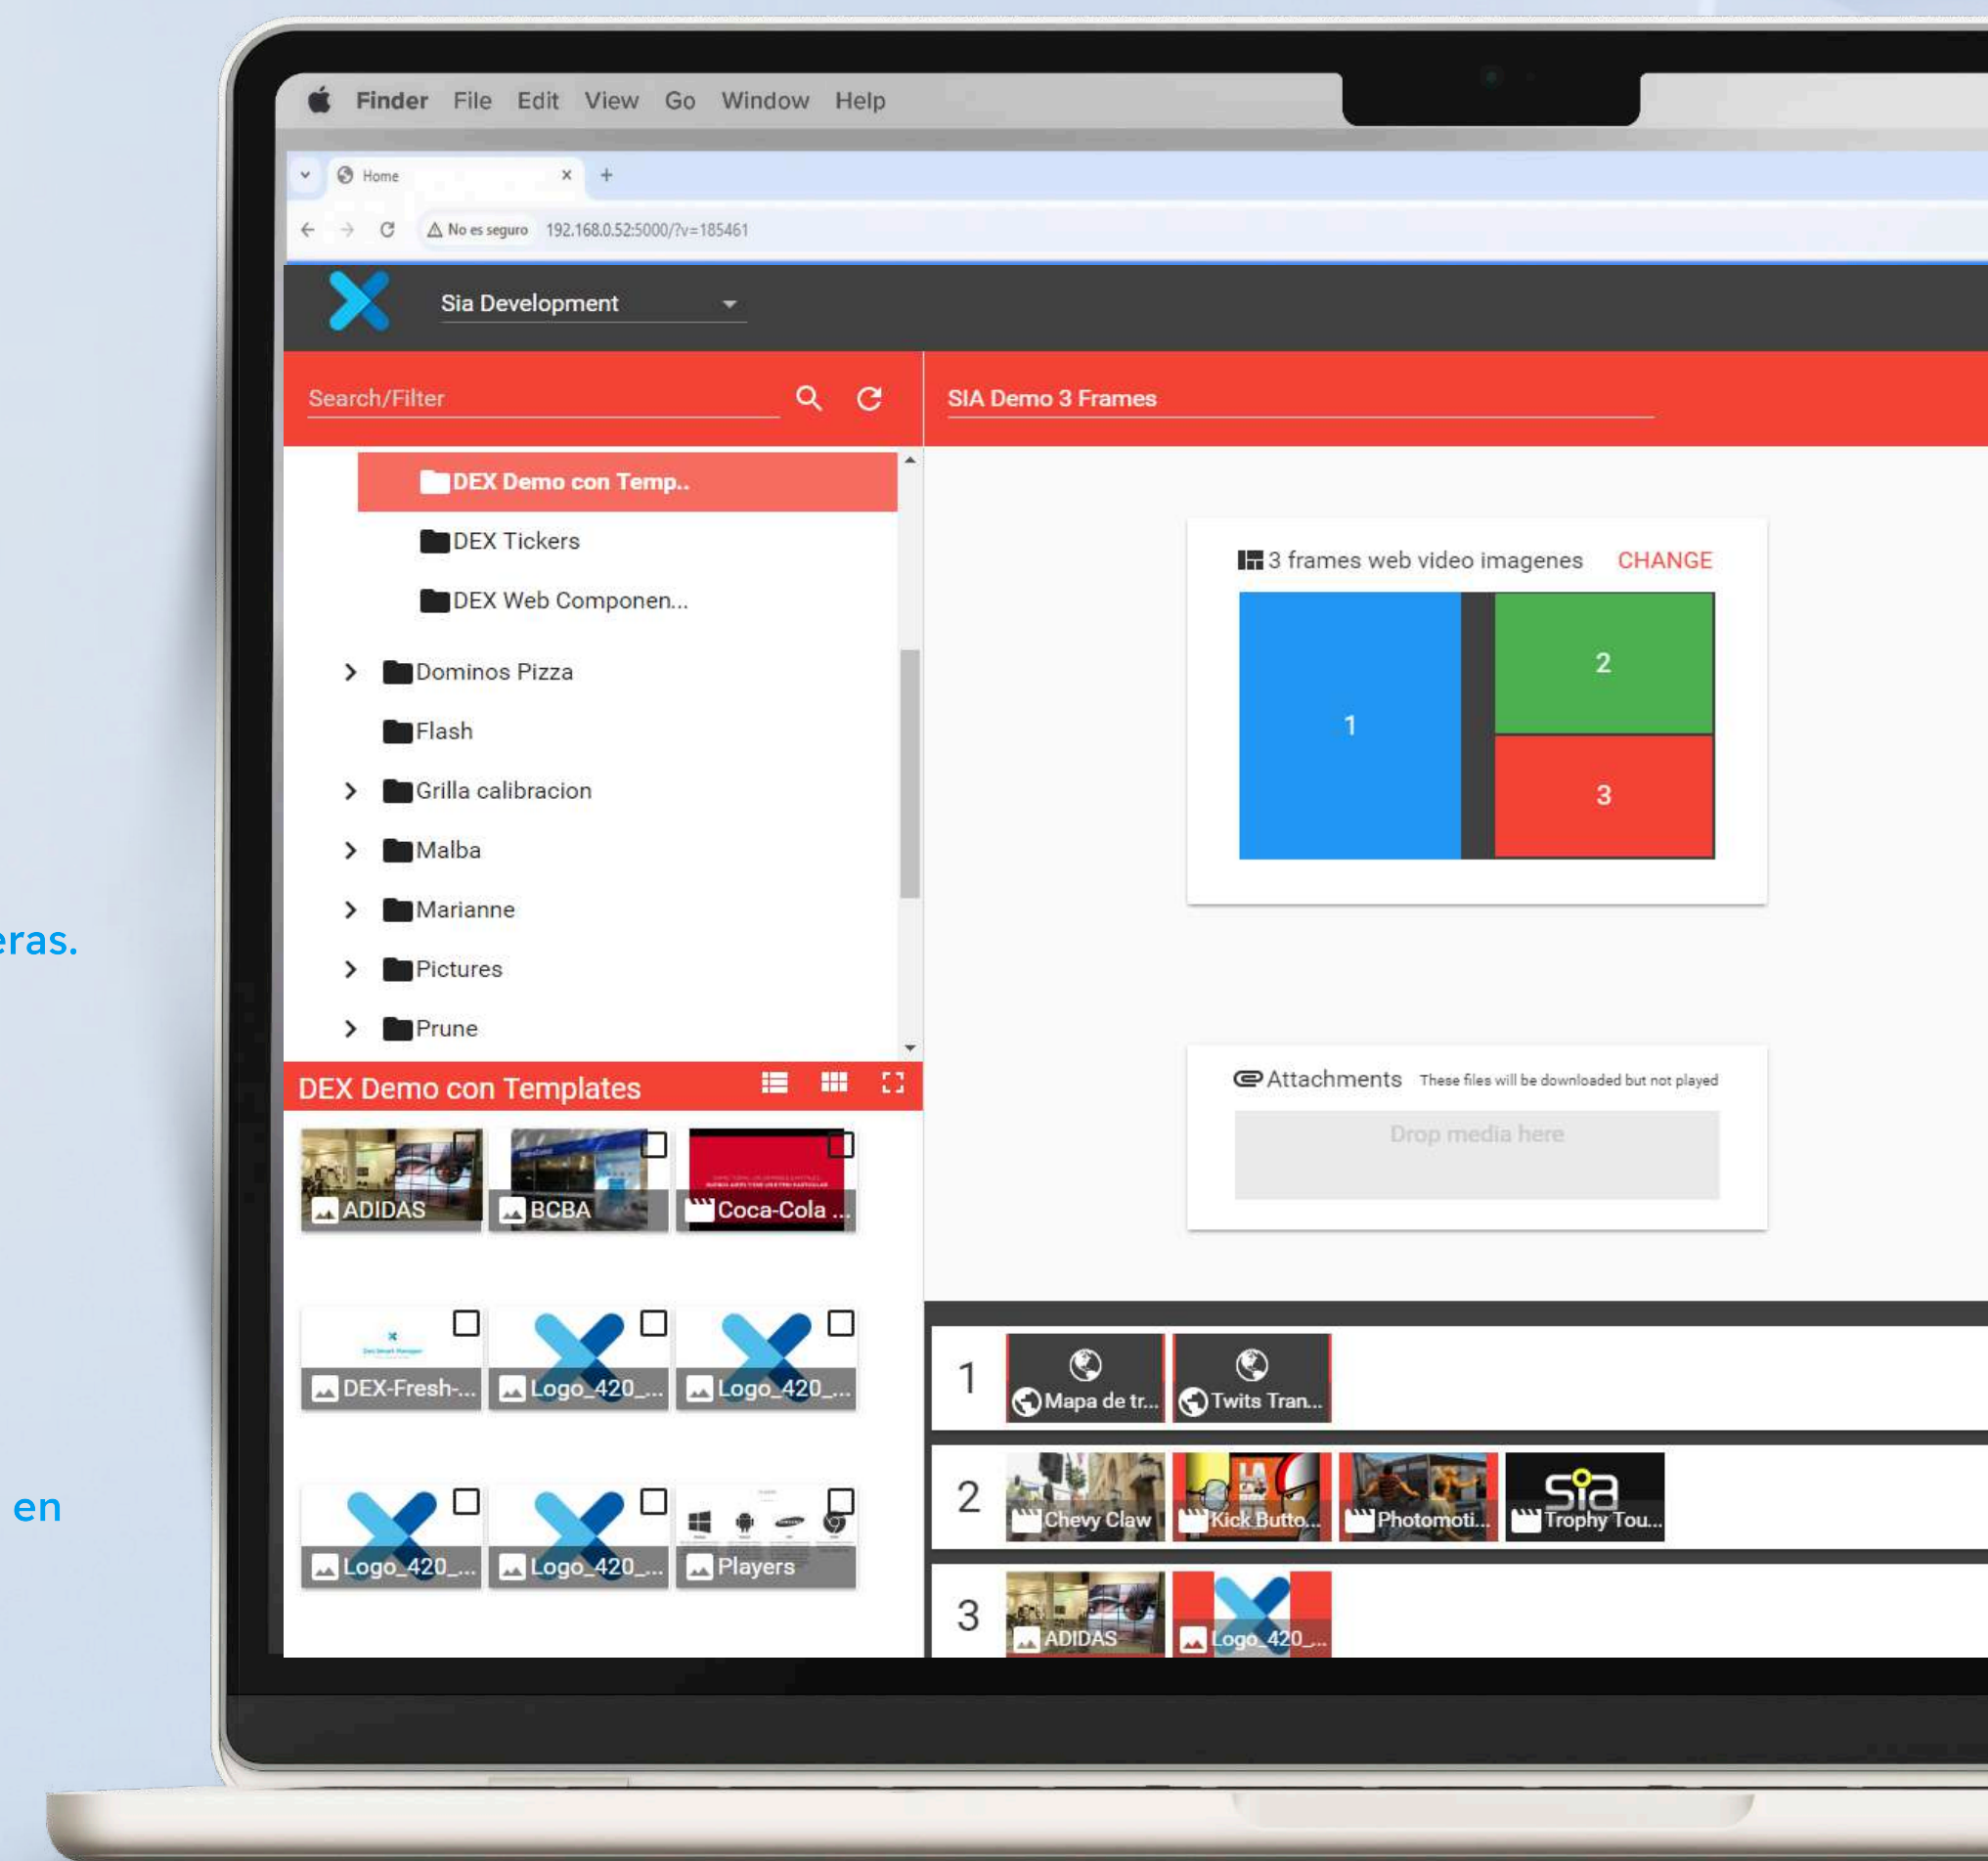 eras.
en
Finder File Edit View Go Window Help
Home
No es seguro 192.168.0.52:5000/?v=185461
Sia Development
Search/Filter
SIA Demo 3 Frames
DEX Demo con Temp..
DEX Tickers
DEX Web Componen...
Dominos Pizza
Flash
Grilla calibracion
Malba
Marianne
Pictures
Prune
3 frames web video imagenes CHANGE
1
2
3
Attachments These files will be downloaded but not played
Drop media here
DEX Demo con Templates
ADIDAS BCBA Coca-Cola ...
DEX-Fresh-... Logo_420_... Logo_420_...
Logo_420_... Logo_420_... Players
1 Mapa de tr... Twits Tran...
2 Chevy Claw Kick Butto... Photomoti... Trophy Tou...
sia
3 ADIDAS Logo_420_...